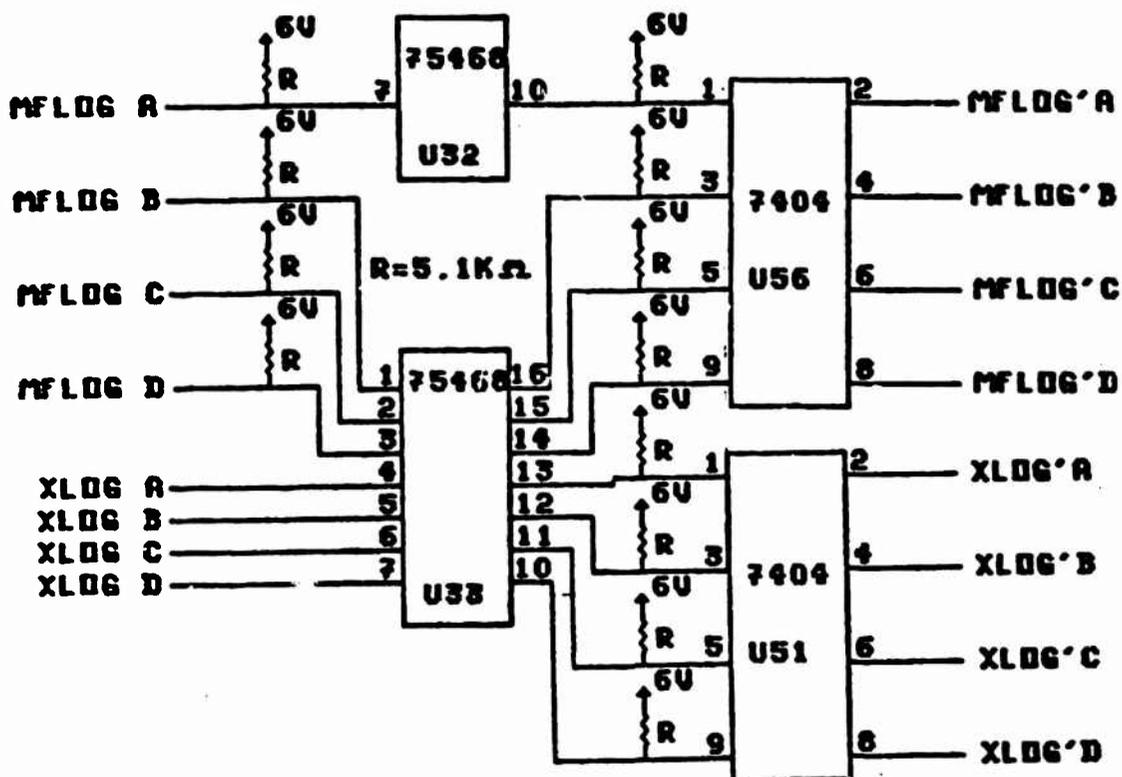 6V
6V
75468
R
R
MFLOG A
7
10
1
2
MFLOG'A
6V
6V
U32
R
R
MFLOG B
3
7404
4
MFLOG'B
6V
6V
R
R=5.1KΩ
R
MFLOG C
5
U56
6
MFLOG'C
6V
6V
R
R
MFLOG D
1
75468
16
9
8
MFLOG'D
2
15
6V
3
14
R
XLOG A
4
13
1
2
XLOG'A
XLOG B
5
12
6V
XLOG C
6
11
R
XLOG D
7
10
3
7404
4
XLOG'B
U33
6V
R
5
U51
6
XLOG'C
6V
R
9
8
XLOG'D